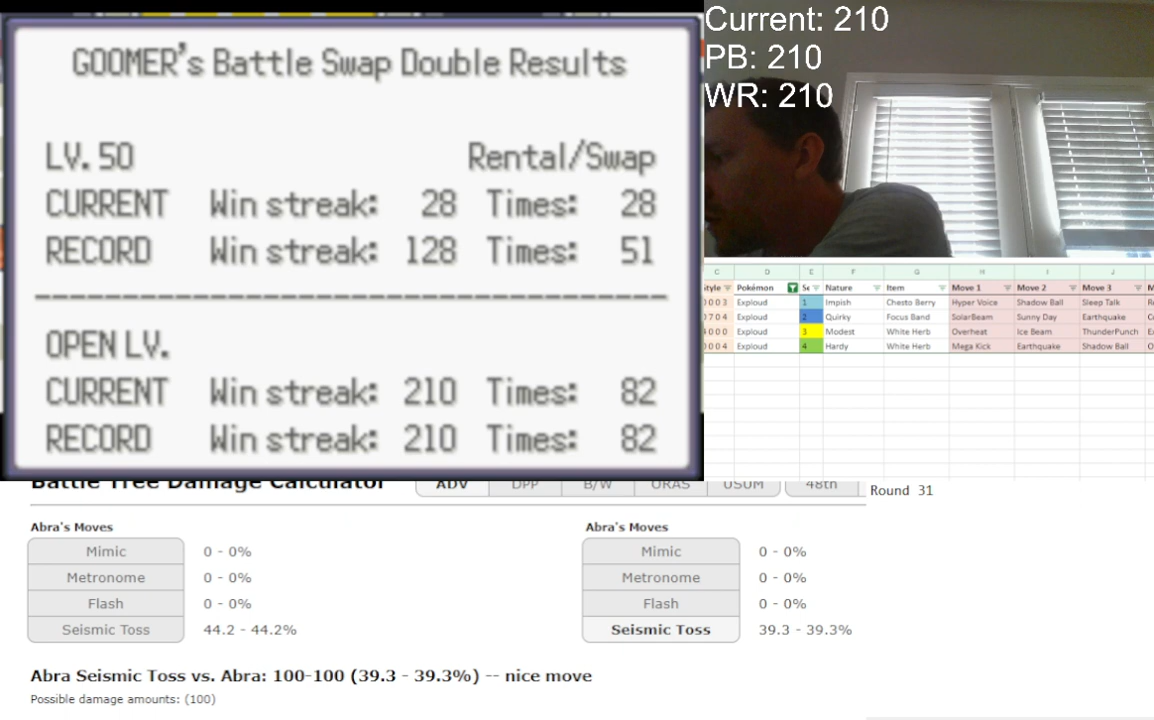 GOOMER's Battle Swap Double Results
LV. 50 Rental/Swap
CURRENT Win streak: 28 Times: 28
RECORD Win streak: 128 Times: 51
OPEN LV.
CURRENT Win streak: 210 Times: 82
RECORD Win streak: 210 Times: 82
Current: 210
PB: 210
WR: 210
C D E F G H I J
Pokémon Nature Item Move 1 Move 2 Move 3 M
0003 Exploud 1 Impish Chesto Berry Hyper Voice Shadow Ball Sleep Talk
0704 Exploud 2 Quirky Focus Band SolarBeam Sunny Day Earthquake
4000 Exploud 3 Modest White Herb Overheat Ice Beam ThunderPunch
0004 Exploud 4 Hardy White Herb Mega Kick Earthquake Shadow Ball
Battle Tree Damage Calculator ADV DPP B/W ORAS USUM 48th
Round 31
Abra's Moves
Mimic 0 - 0%
Metronome 0 - 0%
Flash 0 - 0%
Seismic Toss 44.2 - 44.2%
Abra's Moves
Mimic 0 - 0%
Metronome 0 - 0%
Flash 0 - 0%
Seismic Toss 39.3 - 39.3%
Abra Seismic Toss vs. Abra: 100-100 (39.3 - 39.3%) -- nice move
Possible damage amounts: (100)